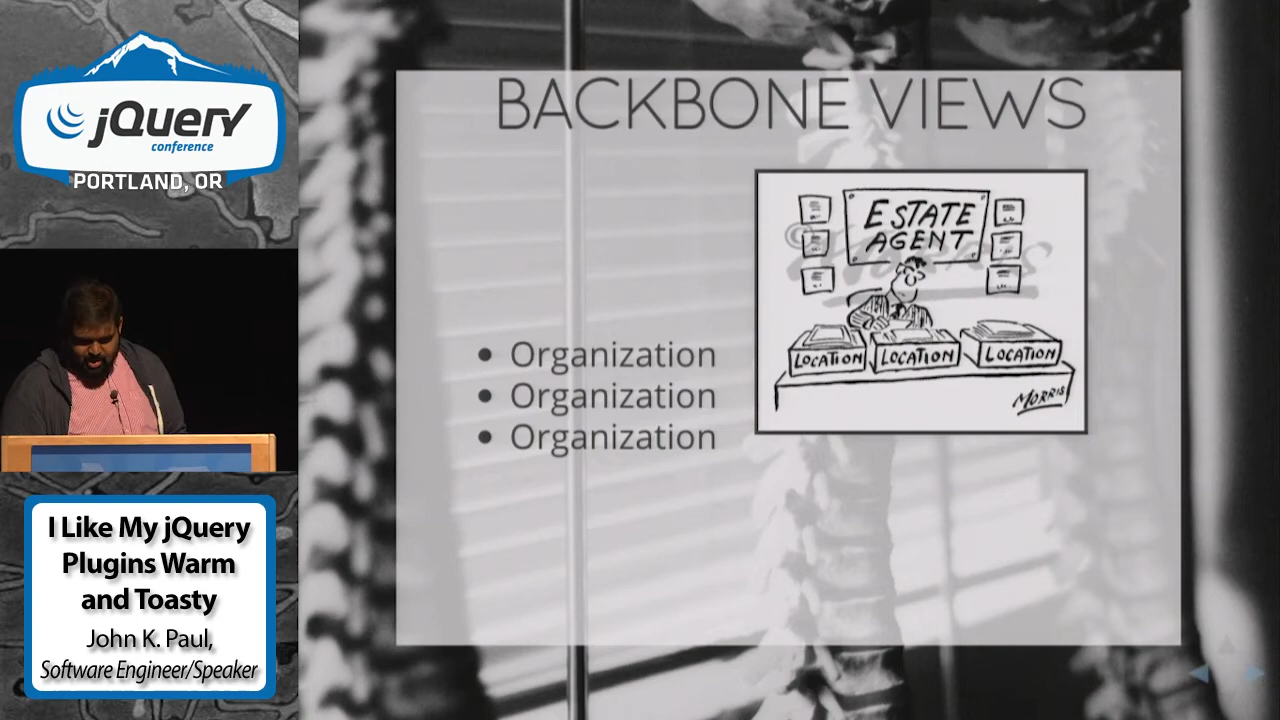 jQuery
conference
PORTLAND, OR
I Like My jQuery
Plugins Warm
and Toasty
John K. Paul,
Software Engineer/Speaker
BACKBONE VIEWS
• Organization
• Organization
• Organization
ESTATE
AGENT
LOCATION LOCATION LOCATION
MORRIS